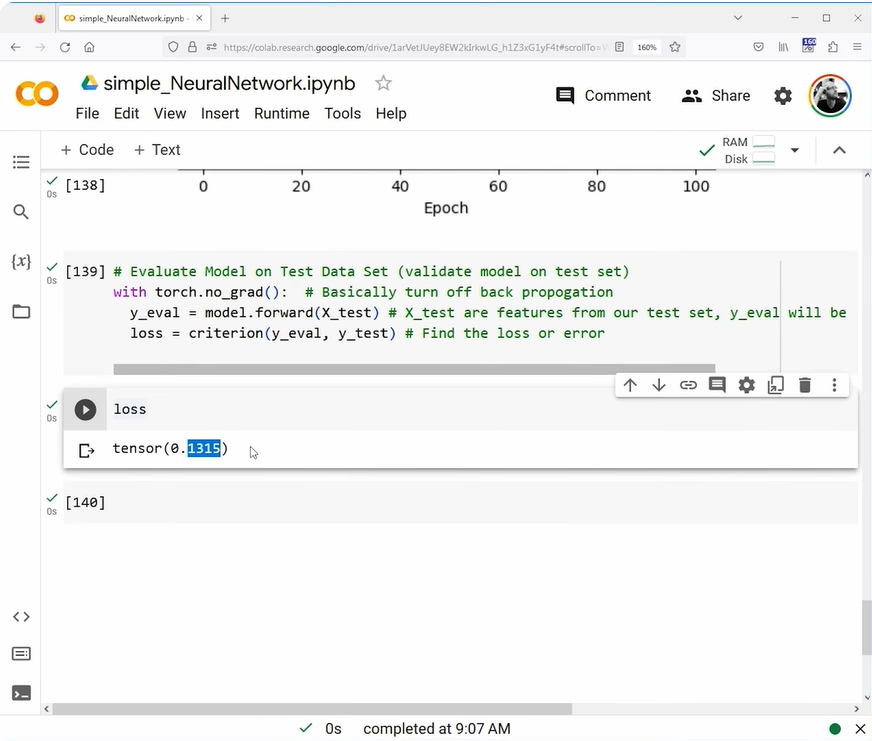 simple_NeuralNetwork.ipynb -
https://colab.research.google.com/drive/1arVetJUey8EW2kIrkwLG_h1Z3xG1yF4t#scrollTo=
160%
160
simple_NeuralNetwork.ipynb
Comment
Share
File Edit View Insert Runtime Tools Help
+ Code + Text
RAM
Disk
[138]
0s
0 20 40 60 80 100
Epoch
{x}
[139] # Evaluate Model on Test Data Set (validate model on test set)
0s
with torch.no_grad(): # Basically turn off back propogation
y_eval = model.forward(X_test) # X_test are features from our test set, y_eval will be
loss = criterion(y_eval, y_test) # Find the loss or error
loss
0s
tensor(0.1315)
[140]
0s
0s completed at 9:07 AM